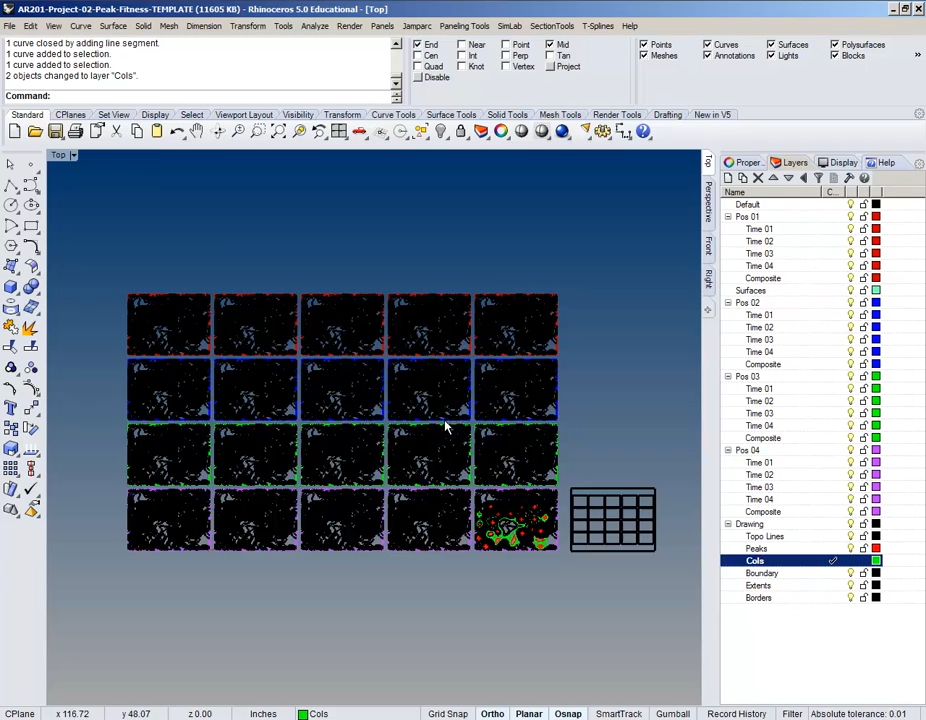 AR201-Project-02-Peak-Fitness-TEMPLATE (11605 KB) - Rhinoceros 5.0 Educational - [Top]
File Edit View Curve Surface Solid Mesh Dimension Transform Tools Analyze Render Panels Jamparc Paneling Tools SimLab SectionTools T-Splines Help
1 curve closed by adding line segment.
1 curve added to selection.
1 curve added to selection.
2 objects changed to layer "Cols".
Command:
End Near Point Mid
Cen Int Perp Tan
Quad Knot Vertex Project
Disable
Points Curves Surfaces Polysurfaces
Meshes Annotations Lights Blocks
Standard CPlanes Set View Display Select Viewport Layout Visibility Transform Curve Tools Surface Tools Solid Tools Mesh Tools Render Tools Drafting New in V5
Top
Top
Perspective
Front
Right
Proper... Layers Display Help
Name C...
Default
Pos 01
Time 01
Time 02
Time 03
Time 04
Composite
Surfaces
Pos 02
Time 01
Time 02
Time 03
Time 04
Composite
Pos 03
Time 01
Time 02
Time 03
Time 04
Composite
Pos 04
Time 01
Time 02
Time 03
Time 04
Composite
Drawing
Topo Lines
Peaks
Cols
Boundary
Extents
Borders
CPlane x 116.72 y 48.07 z 0.00 Inches Cols Grid Snap Ortho Planar Osnap SmartTrack Gumball Record History Filter Absolute tolerance: 0.01